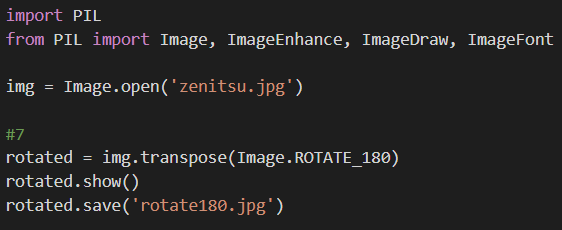 import PIL
from PIL import Image, ImageEnhance, ImageDraw, ImageFont
img = Image.open('zenitsu.jpg')
#7
rotated = img.transpose(Image.ROTATE_180)
rotated.show()
rotated.save('rotate180.jpg')